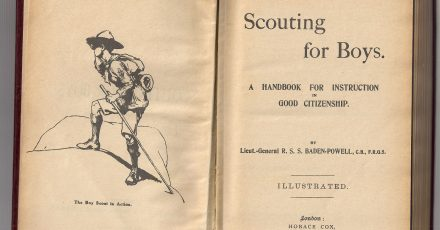 The Boy Scout in Action.
Scouting
for Boys.
A HANDBOOK FOR INSTRUCTION
IN
GOOD CITIZENSHIP.
BY
Lieut.-General R. S. S. BADEN-POWELL, C.B., F.R.G.S.
ILLUSTRATED.
London:
HORACE COX,